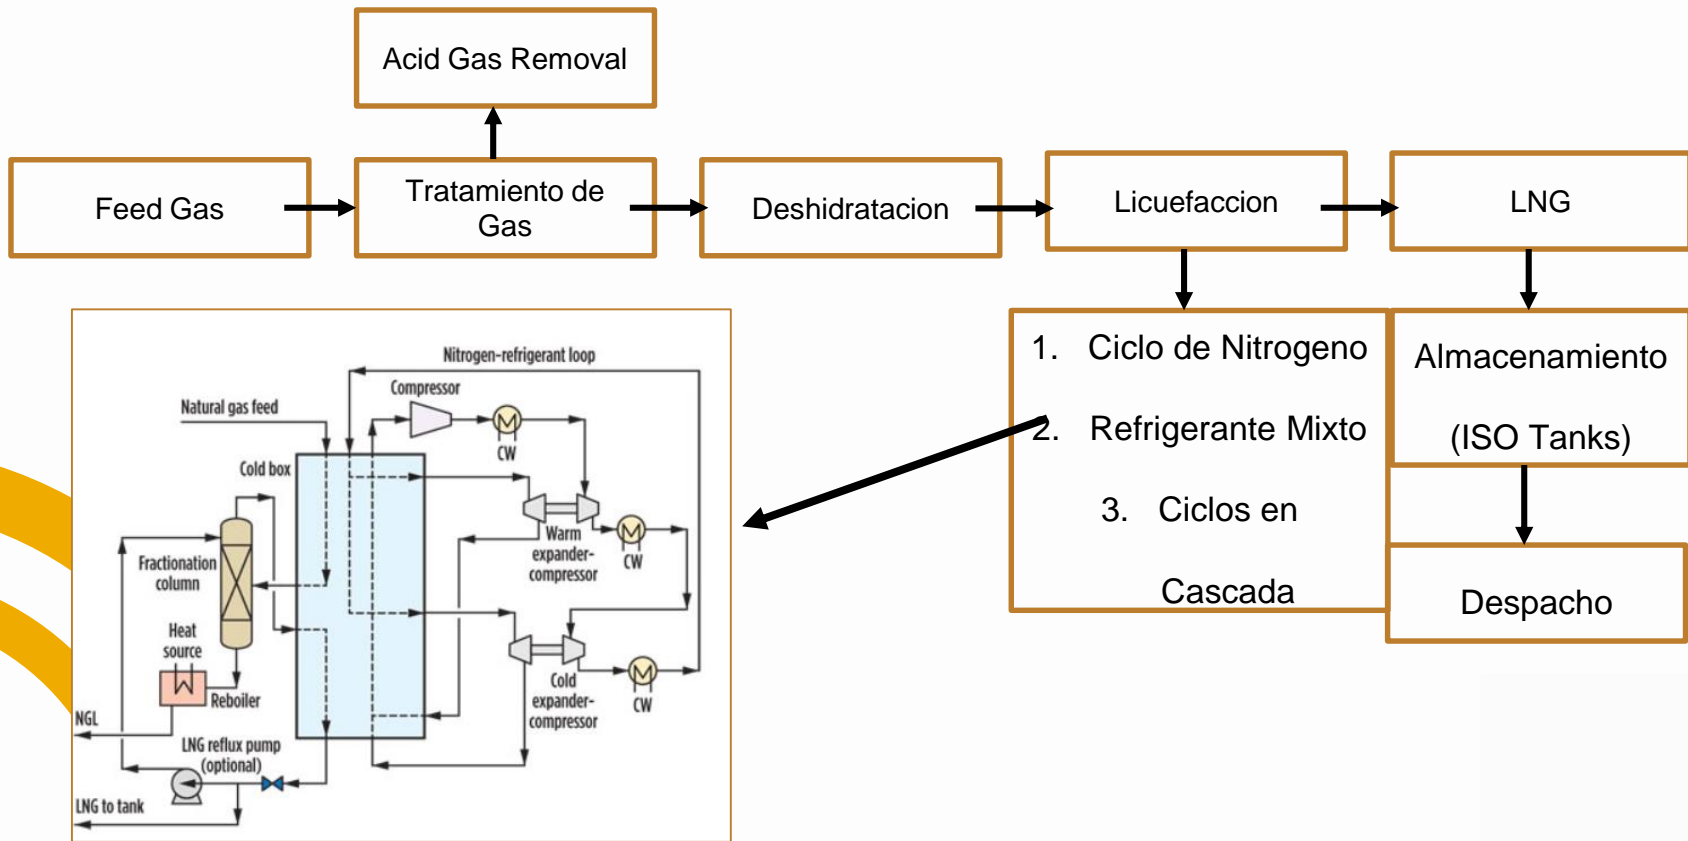 Acid Gas Removal
Feed Gas
Tratamiento de
Gas
Deshidratacion
Licuefaccion
LNG
1. Ciclo de Nitrogeno
2. Refrigerante Mixto
3. Ciclos en
Cascada
Almacenamiento
(ISO Tanks)
Despacho
Nitrogen-refrigerant loop
Compressor
Natural gas feed
CW
Cold box
Warm
expander-
compressor
CW
Fractionation
column
Heat
source
Reboiler
Cold
expander-
compressor
CW
NGL
LNG reflux pump
(optional)
LNG to tank